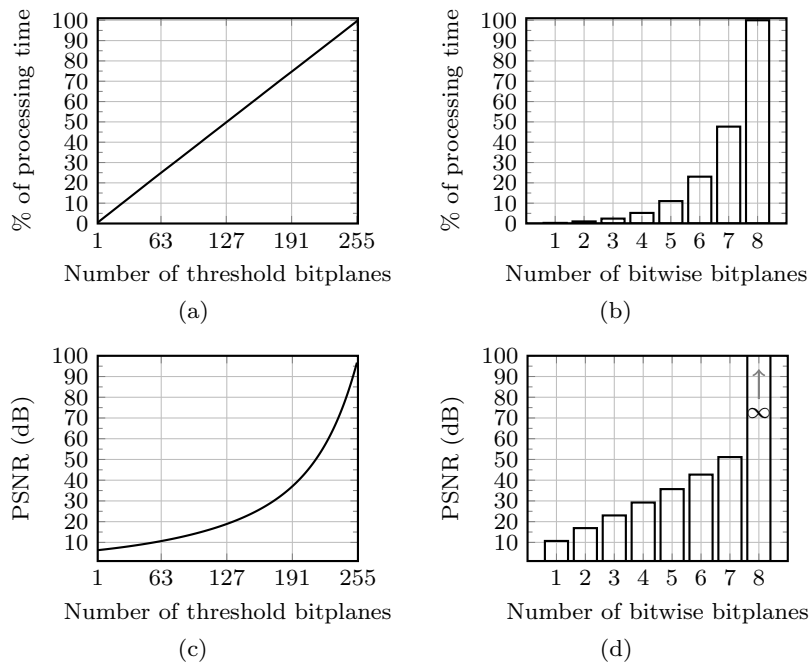 % of processing time
100
90
80
70
60
50
40
30
20
10
0
1 63 127 191 255
Number of threshold bitplanes
(a)
% of processing time
100
90
80
70
60
50
40
30
20
10
0
1 2 3 4 5 6 7 8
Number of bitwise bitplanes
(b)
PSNR (dB)
100
90
80
70
60
50
40
30
20
10
1 63 127 191 255
Number of threshold bitplanes
(c)
PSNR (dB)
100
90
80
70
60
50
40
30
20
10
↑
∞
1 2 3 4 5 6 7 8
Number of bitwise bitplanes
(d)